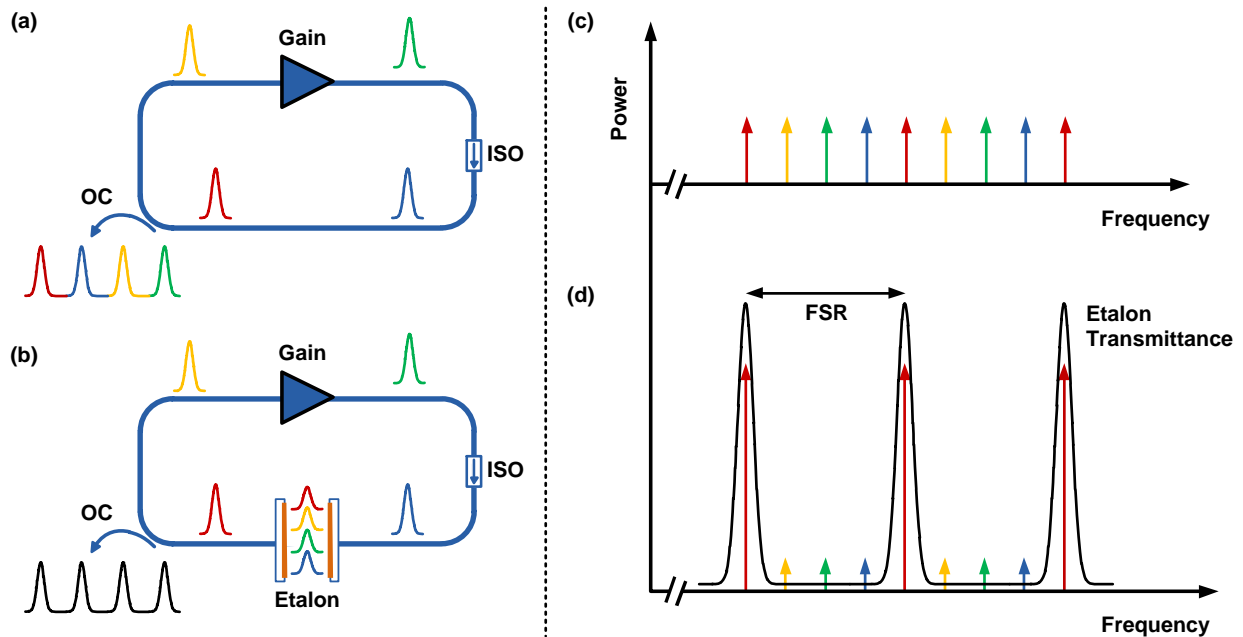 (a)
Gain
ISO
OC
(b)
Gain
ISO
OC
Etalon
(c)
Power
Frequency
(d)
FSR
Etalon
Transmittance
Frequency